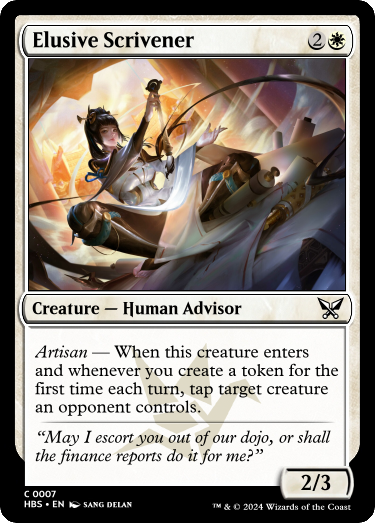 Elusive Scrivener 2
Creature — Human Advisor
Artisan — When this creature enters
and whenever you create a token for the
first time each turn, tap target creature
an opponent controls.
“May I escort you out of our dojo, or shall
the finance reports do it for me?”
2/3
C 0007
HBS • EN SANG DELAN
™ & © 2024 Wizards of the Coast